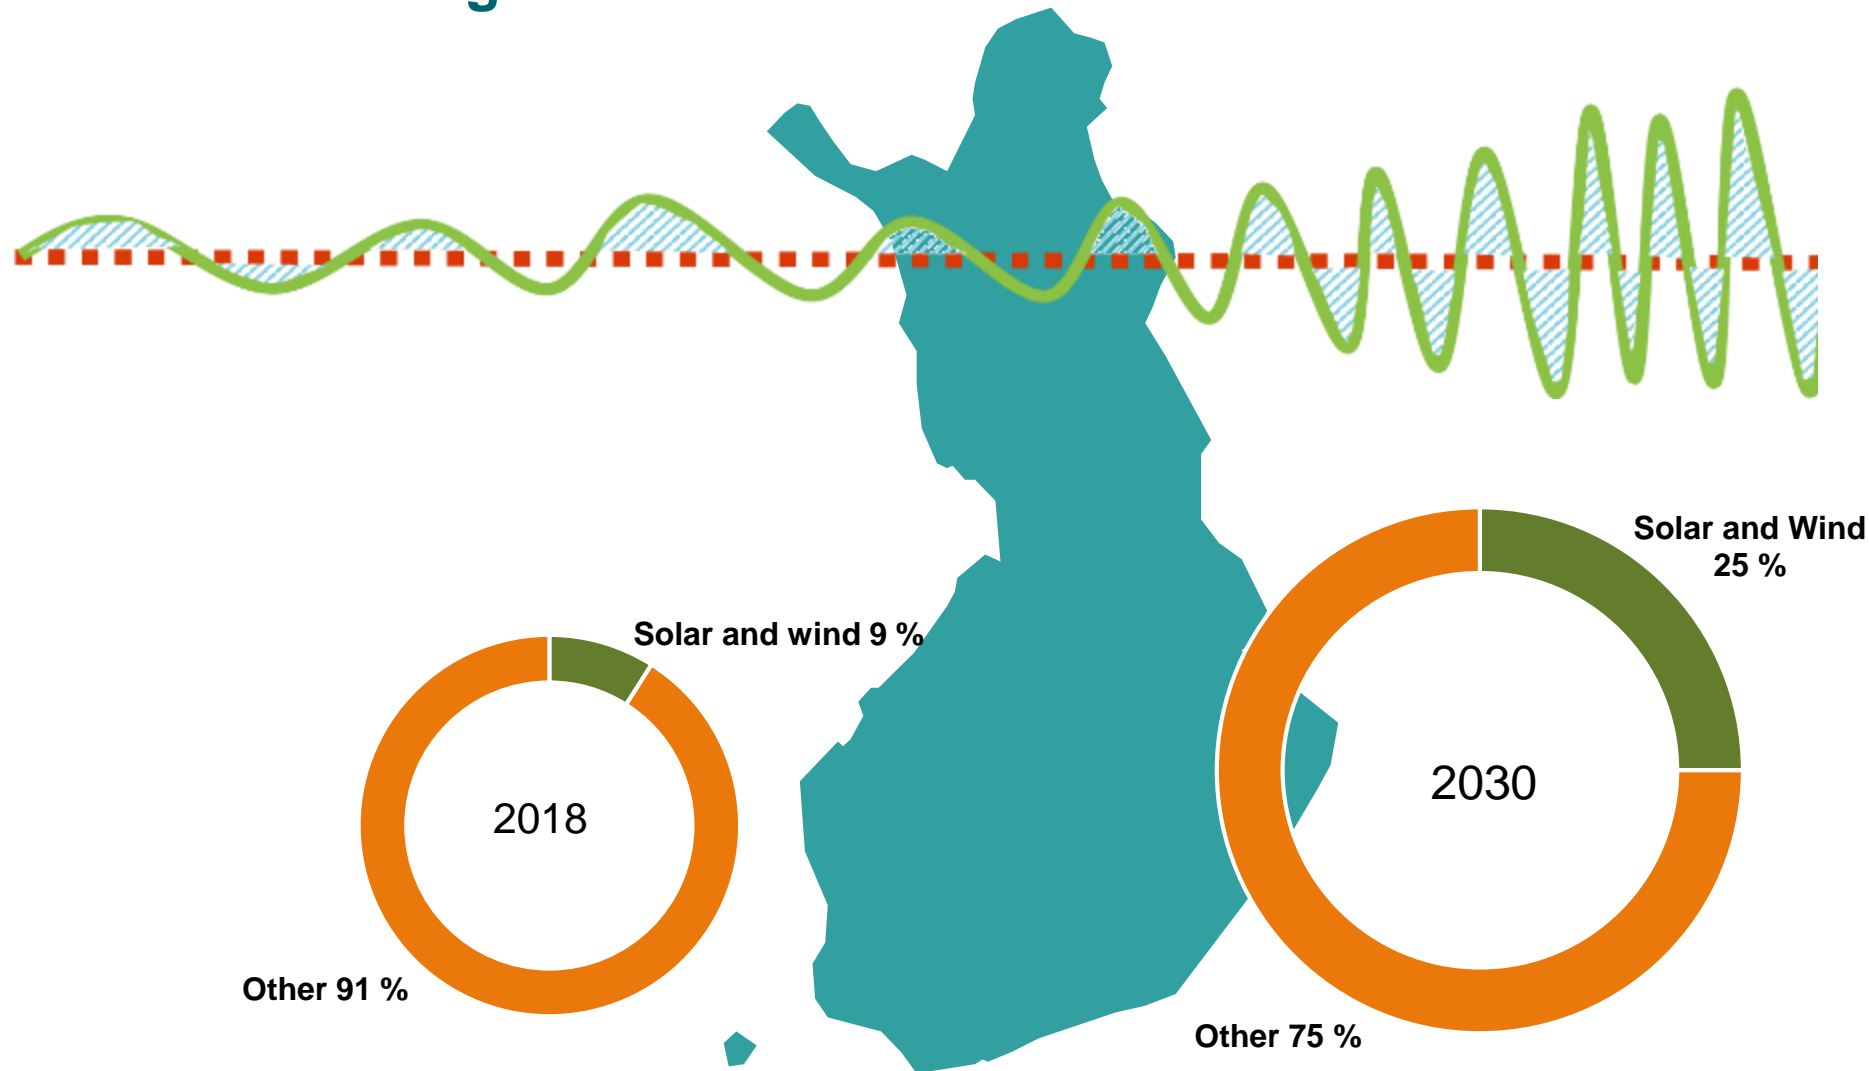 Solar and Wind
25 %
Solar and wind 9 %
2030
2018
Other 91 %
Other 75 %